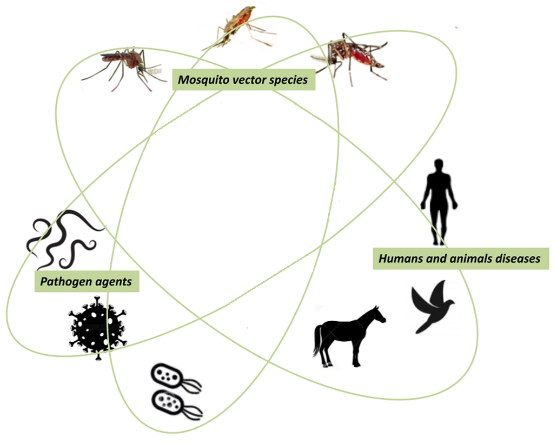 Mosquito vector species
Humans and animals diseases
Pathogen agents